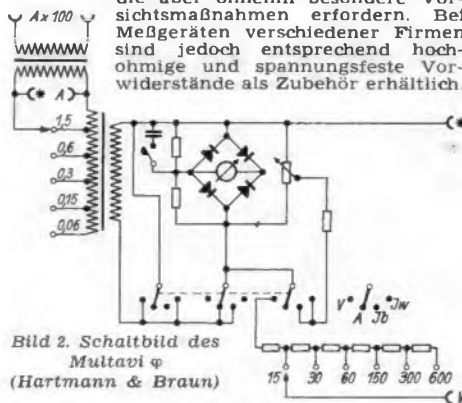 die aber ohnehin besondere Vor-
sichtsmaßnahmen erfordern. Bei
Meßgeräten verschiedener Firmen
sind jedoch entsprechend hoch-
ohmige und spannungsfeste Vor-
widerstände als Zubehör erhältlich.
A x 100
* A
1,5
0,6
0,3
0,15
0,06
*
V A Jb Jw
15 30 60 150 300 600
Bild 2. Schaltbild des
Multavi φ
(Hartmann & Braun)